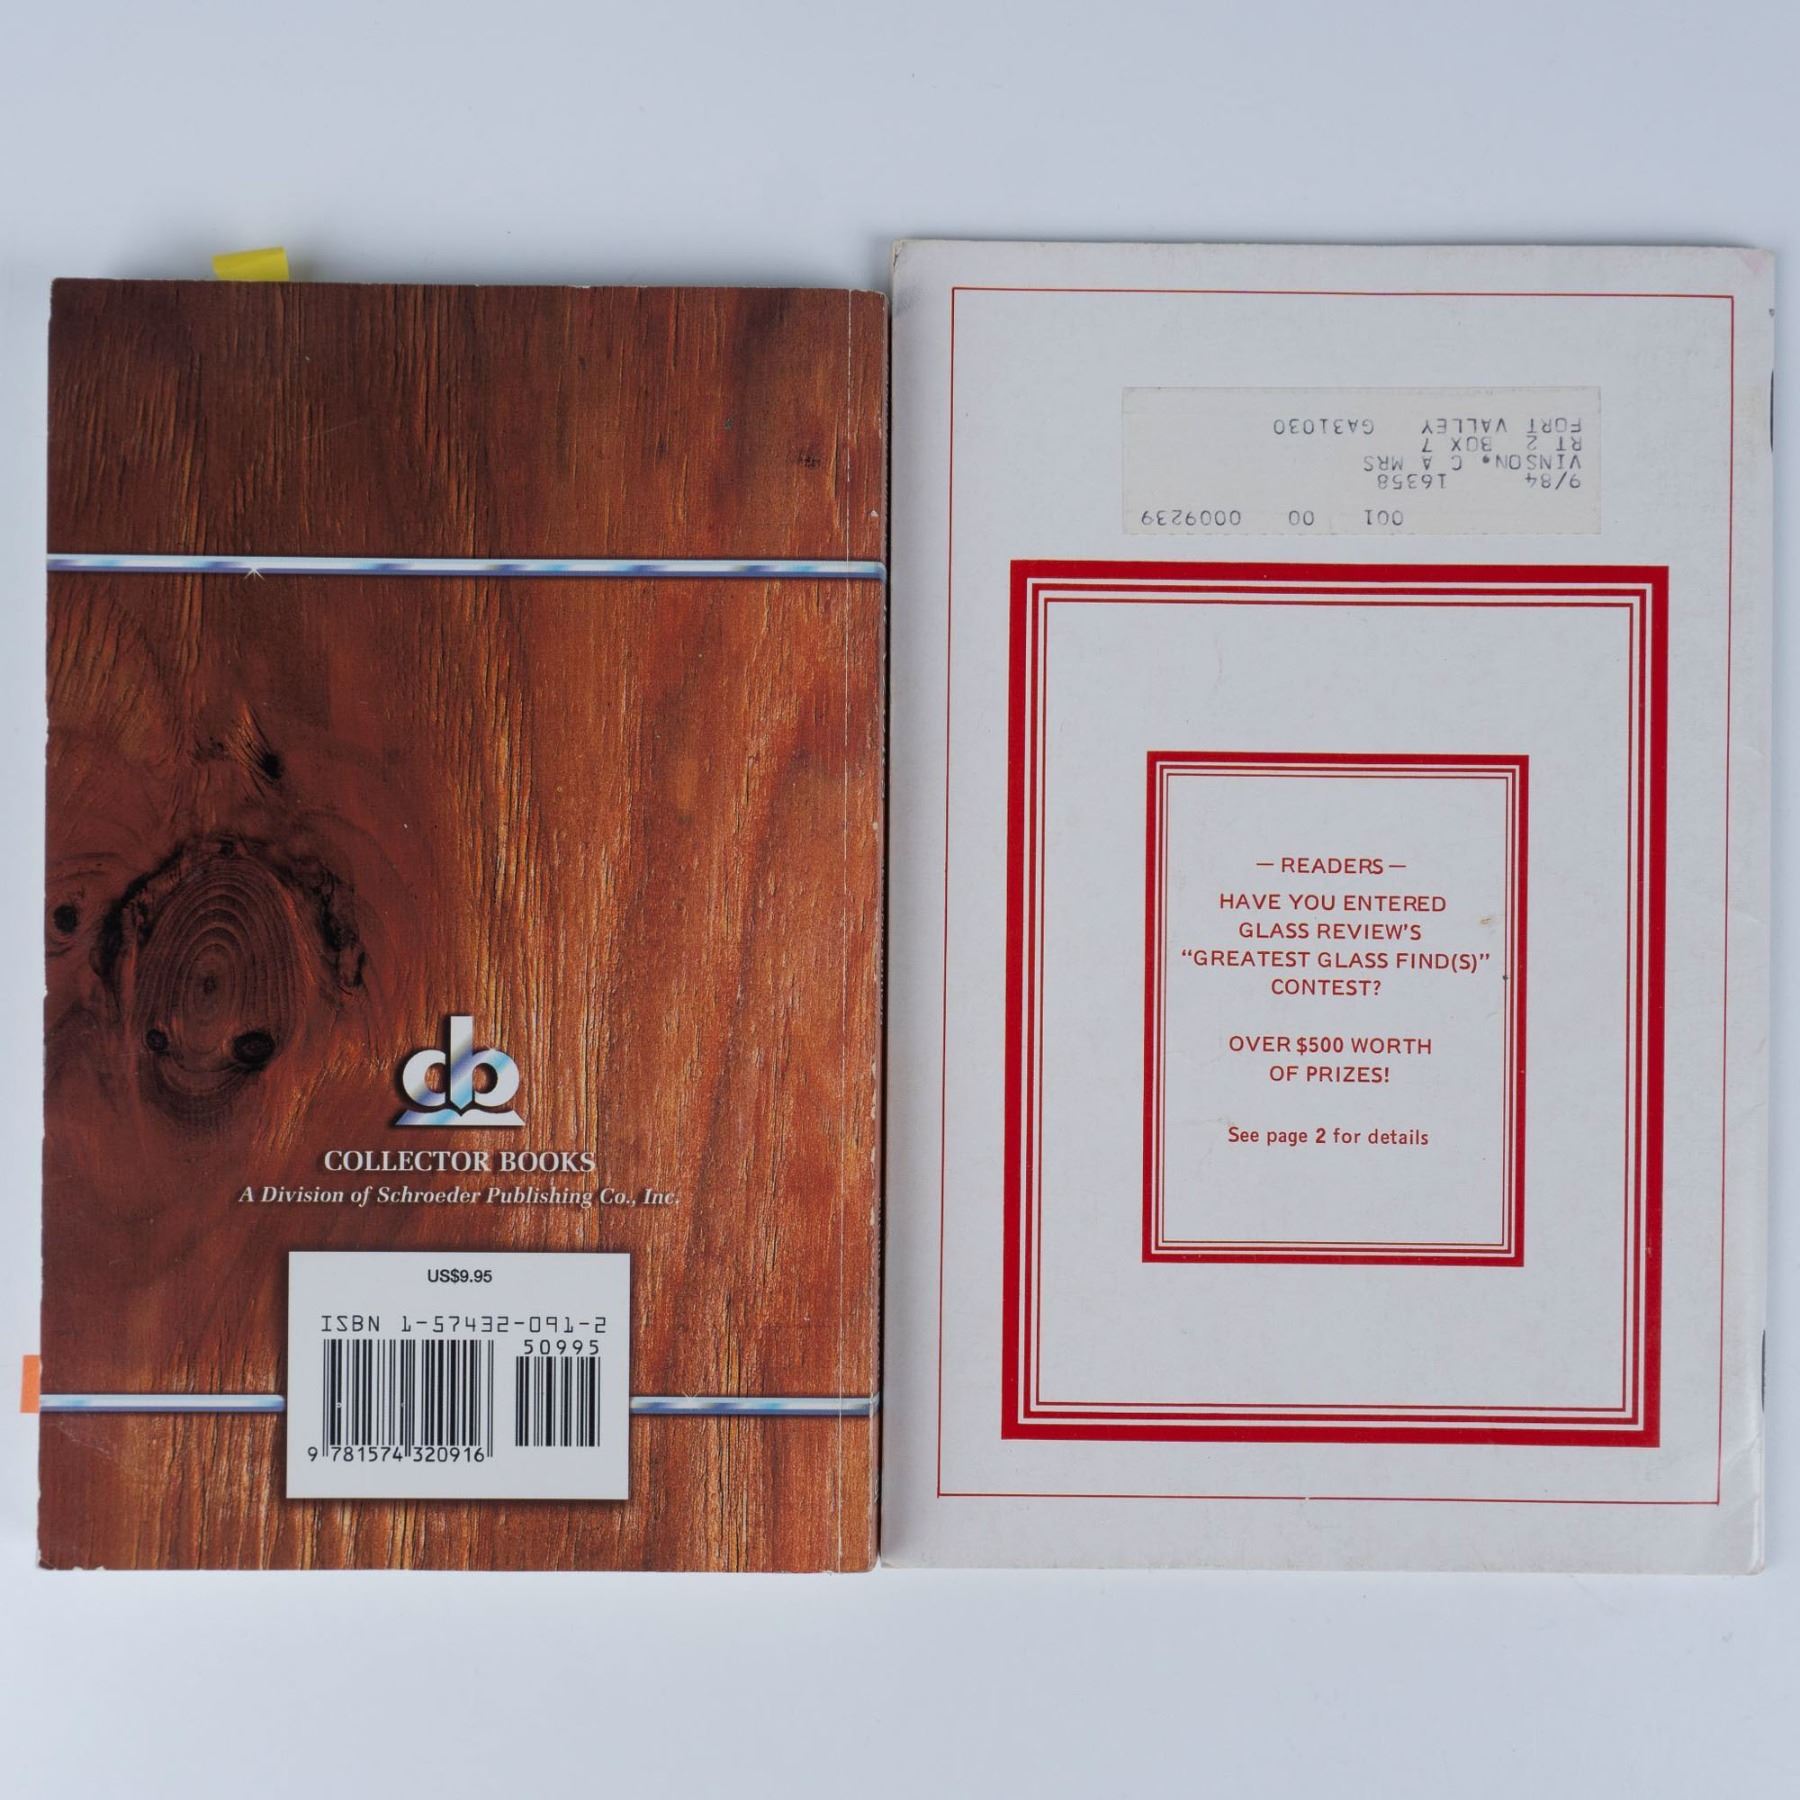 COLLECTOR BOOKS
A Division of Schroeder Publishing Co., Inc.
US$9.95
ISBN 1-57432-091-2
50995
9 781574 320916
001 00 0009239
9/84 16358
VINSON. C A MRS
RT 2 BOX 7
FORT VALLEY GA31030
— READERS —
HAVE YOU ENTERED
GLASS REVIEW'S
“GREATEST GLASS FIND(S)”
CONTEST?
OVER $500 WORTH
OF PRIZES!
See page 2 for details